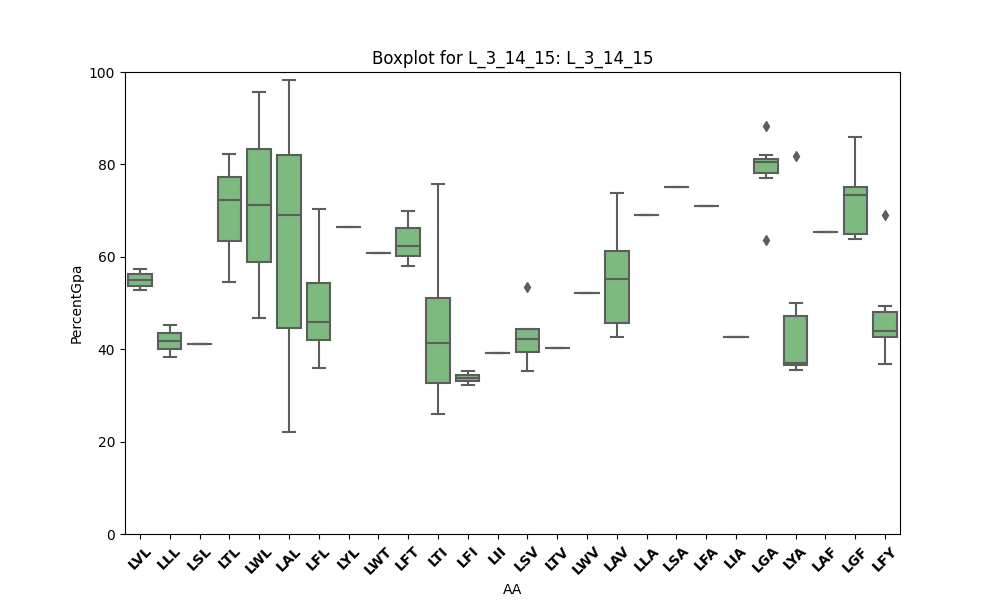 Boxplot for L_3_14_15: L_3_14_15
PercentGpa
100
80
60
40
20
0
LVL LLL LSL LTL LWL LAL LFL LYL LWT LFT LTI LFI LII LSV LTV LWV LAV LLA LSA LFA LIA LGA LYA LAF LGF LFY
AA